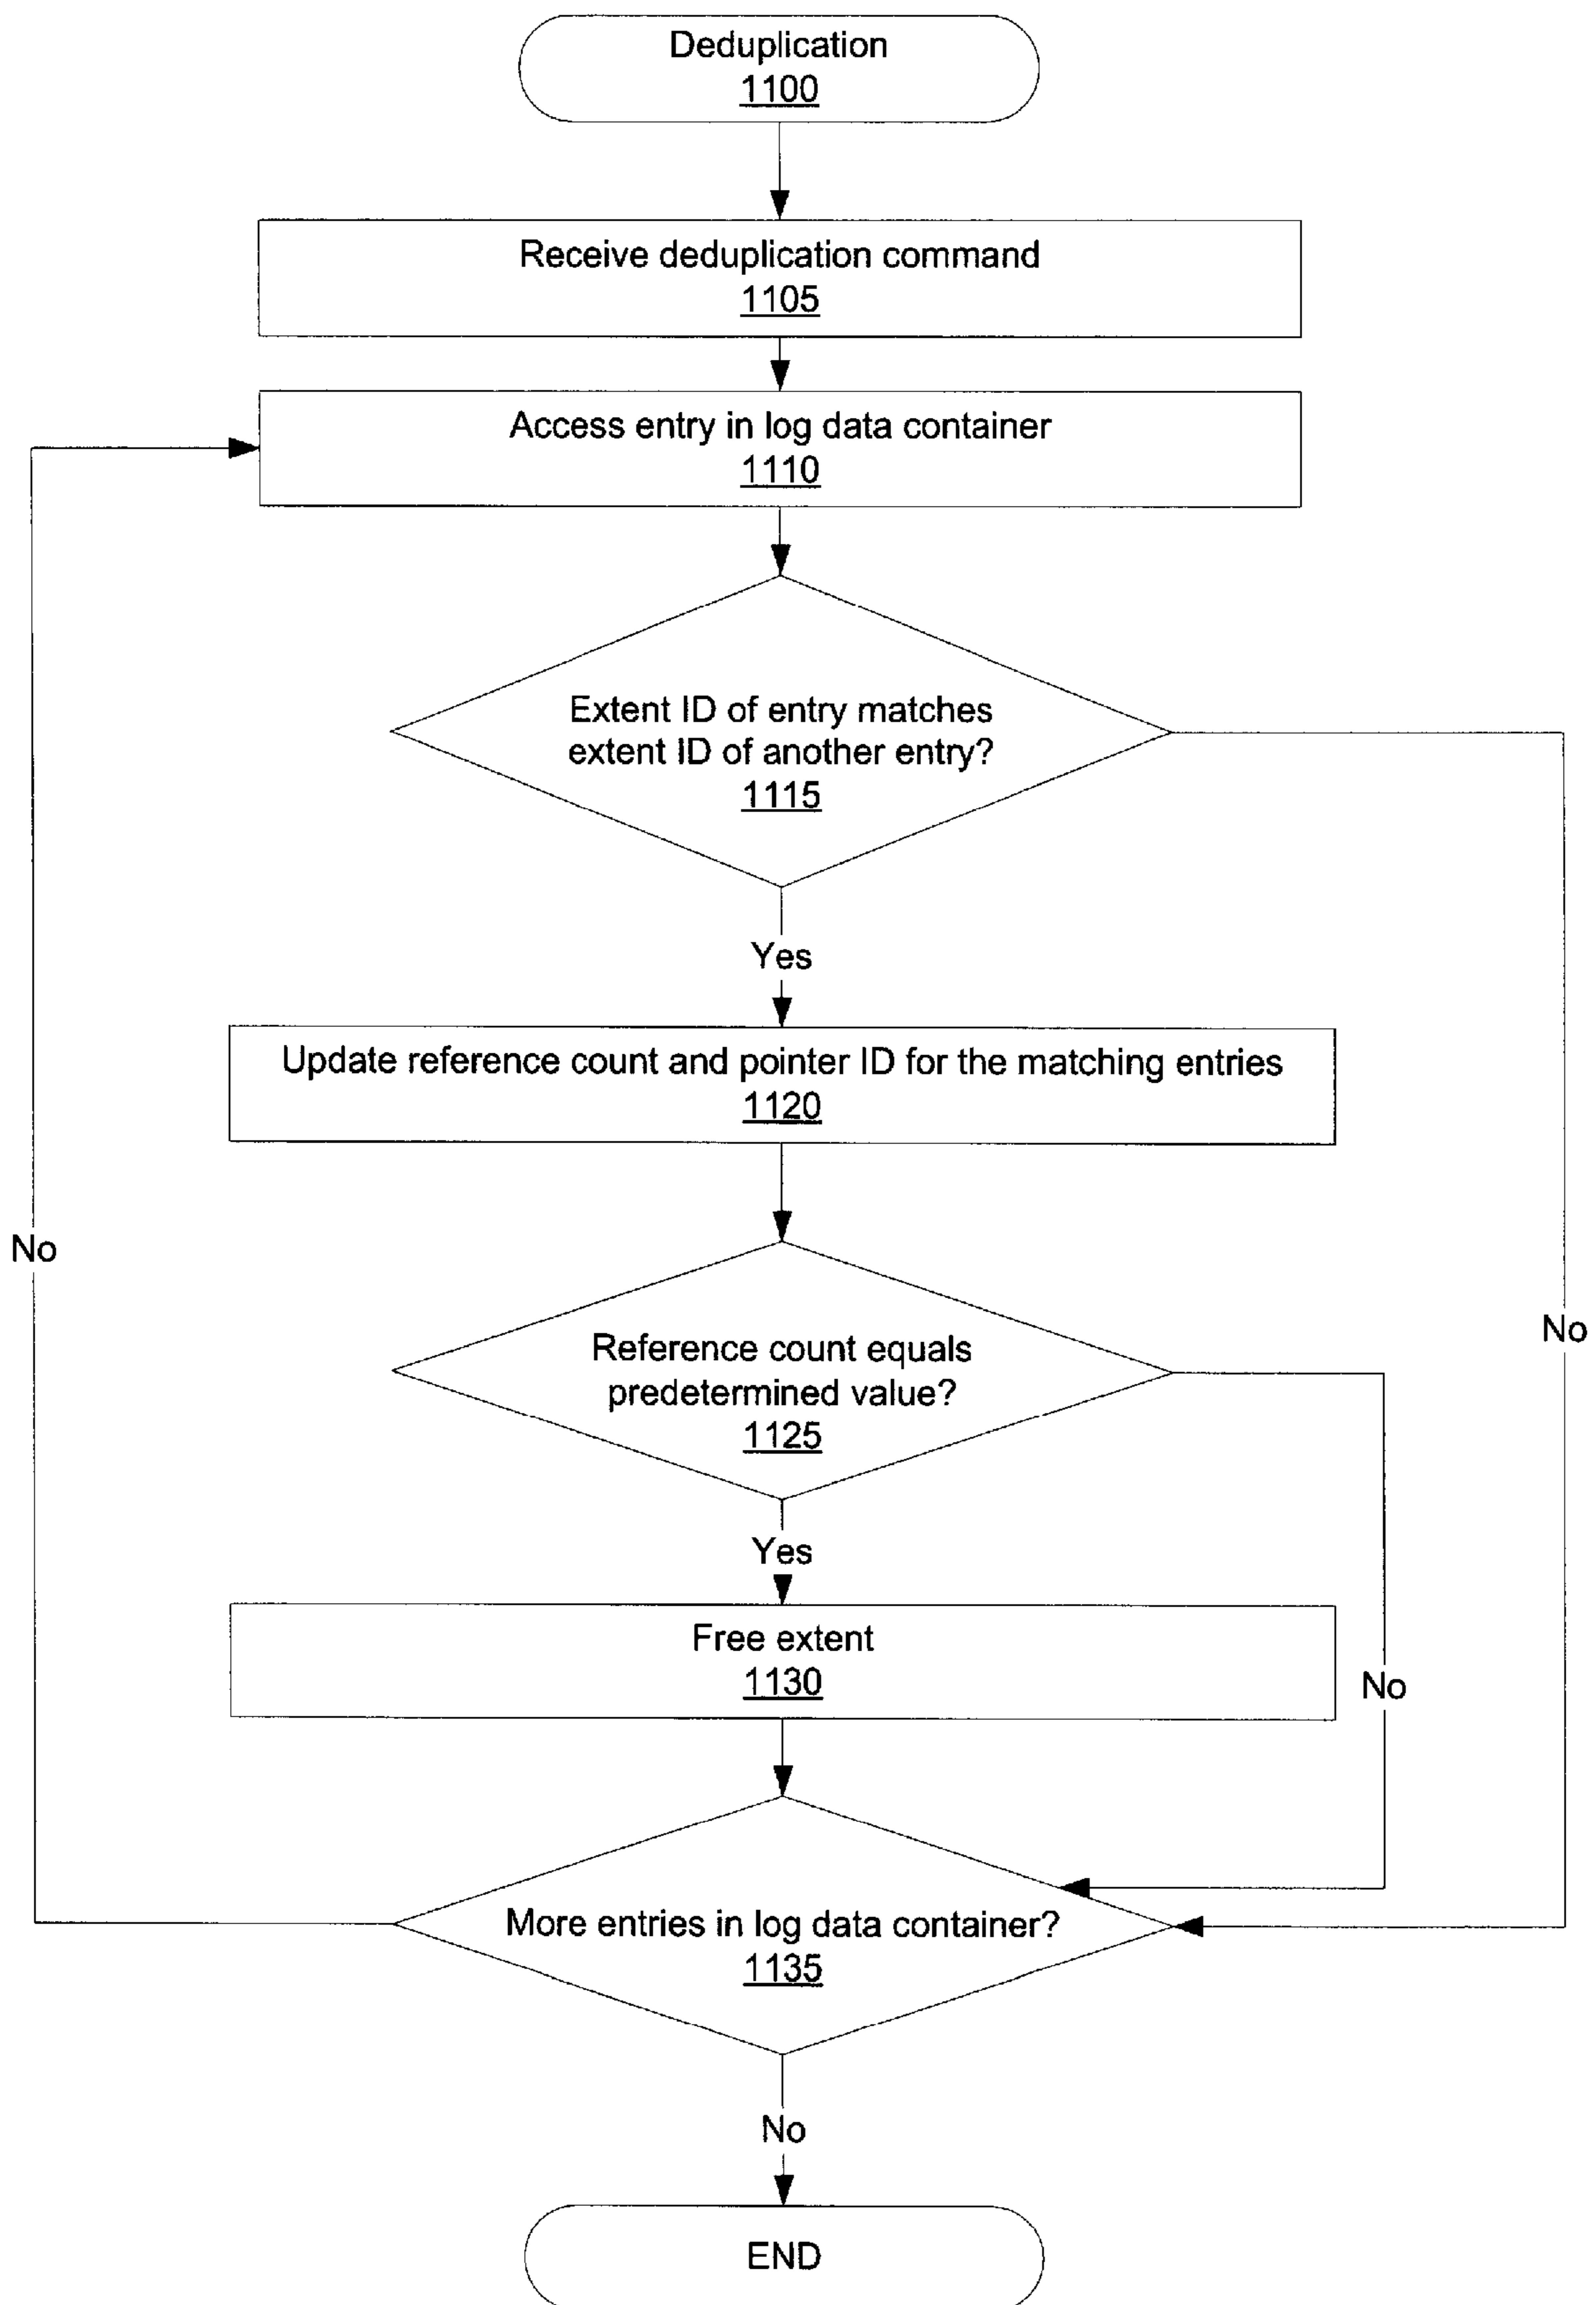 Deduplication
1100
Receive deduplication command
1105
Access entry in log data container
1110
Extent ID of entry matches
extent ID of another entry?
1115
Yes
Update reference count and pointer ID for the matching entries
1120
No
No
Reference count equals
predetermined value?
1125
Yes
Free extent
1130
No
More entries in log data container?
1135
No
END